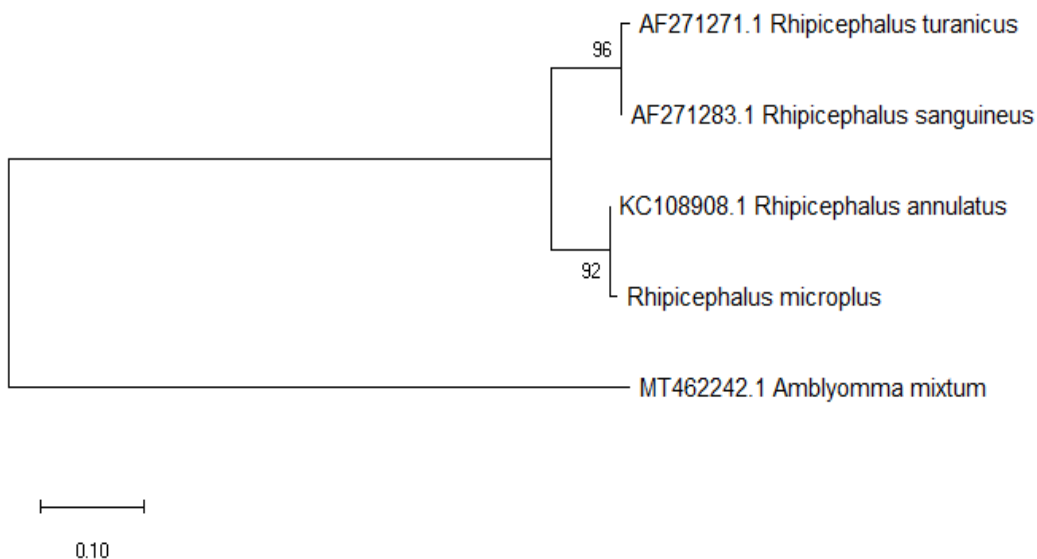 AF271271.1 Rhipicephalus turanicus
96
AF271283.1 Rhipicephalus sanguineus
KC108908.1 Rhipicephalus annulatus
92
Rhipicephalus microplus
MT462242.1 Amblyomma mixtum
0.10